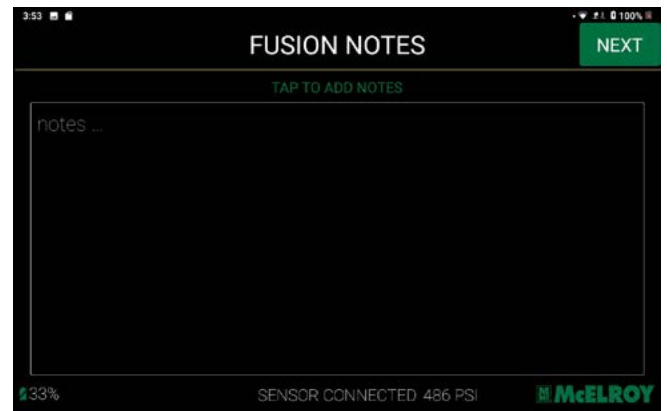 3:53 100%
FUSION NOTES NEXT
TAP TO ADD NOTES
notes ...
33% SENSOR CONNECTED 486 PSI McELROY